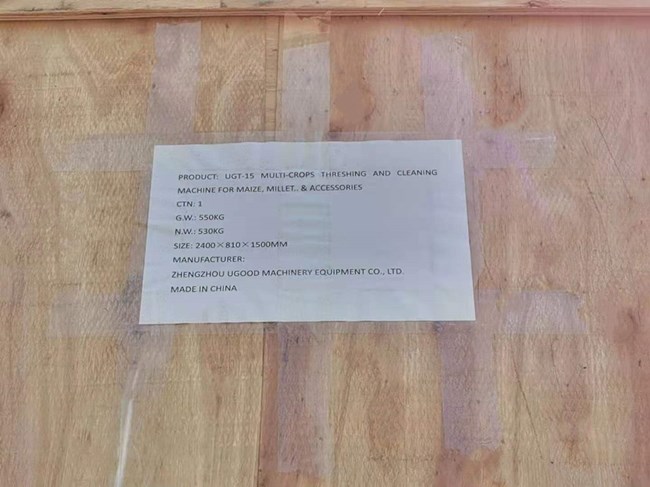 PRODUCT: UGT-15 MULTI-CROPS THRESHING AND CLEANING
MACHINE FOR MAIZE, MILLET.. & ACCESSORIES
CTN: 1
G.W.: 550KG
N.W.: 530KG
SIZE: 2400×810×1500MM
MANUFACTURER:
ZHENGZHOU UGOOD MACHINERY EQUIPMENT CO., LTD.
MADE IN CHINA